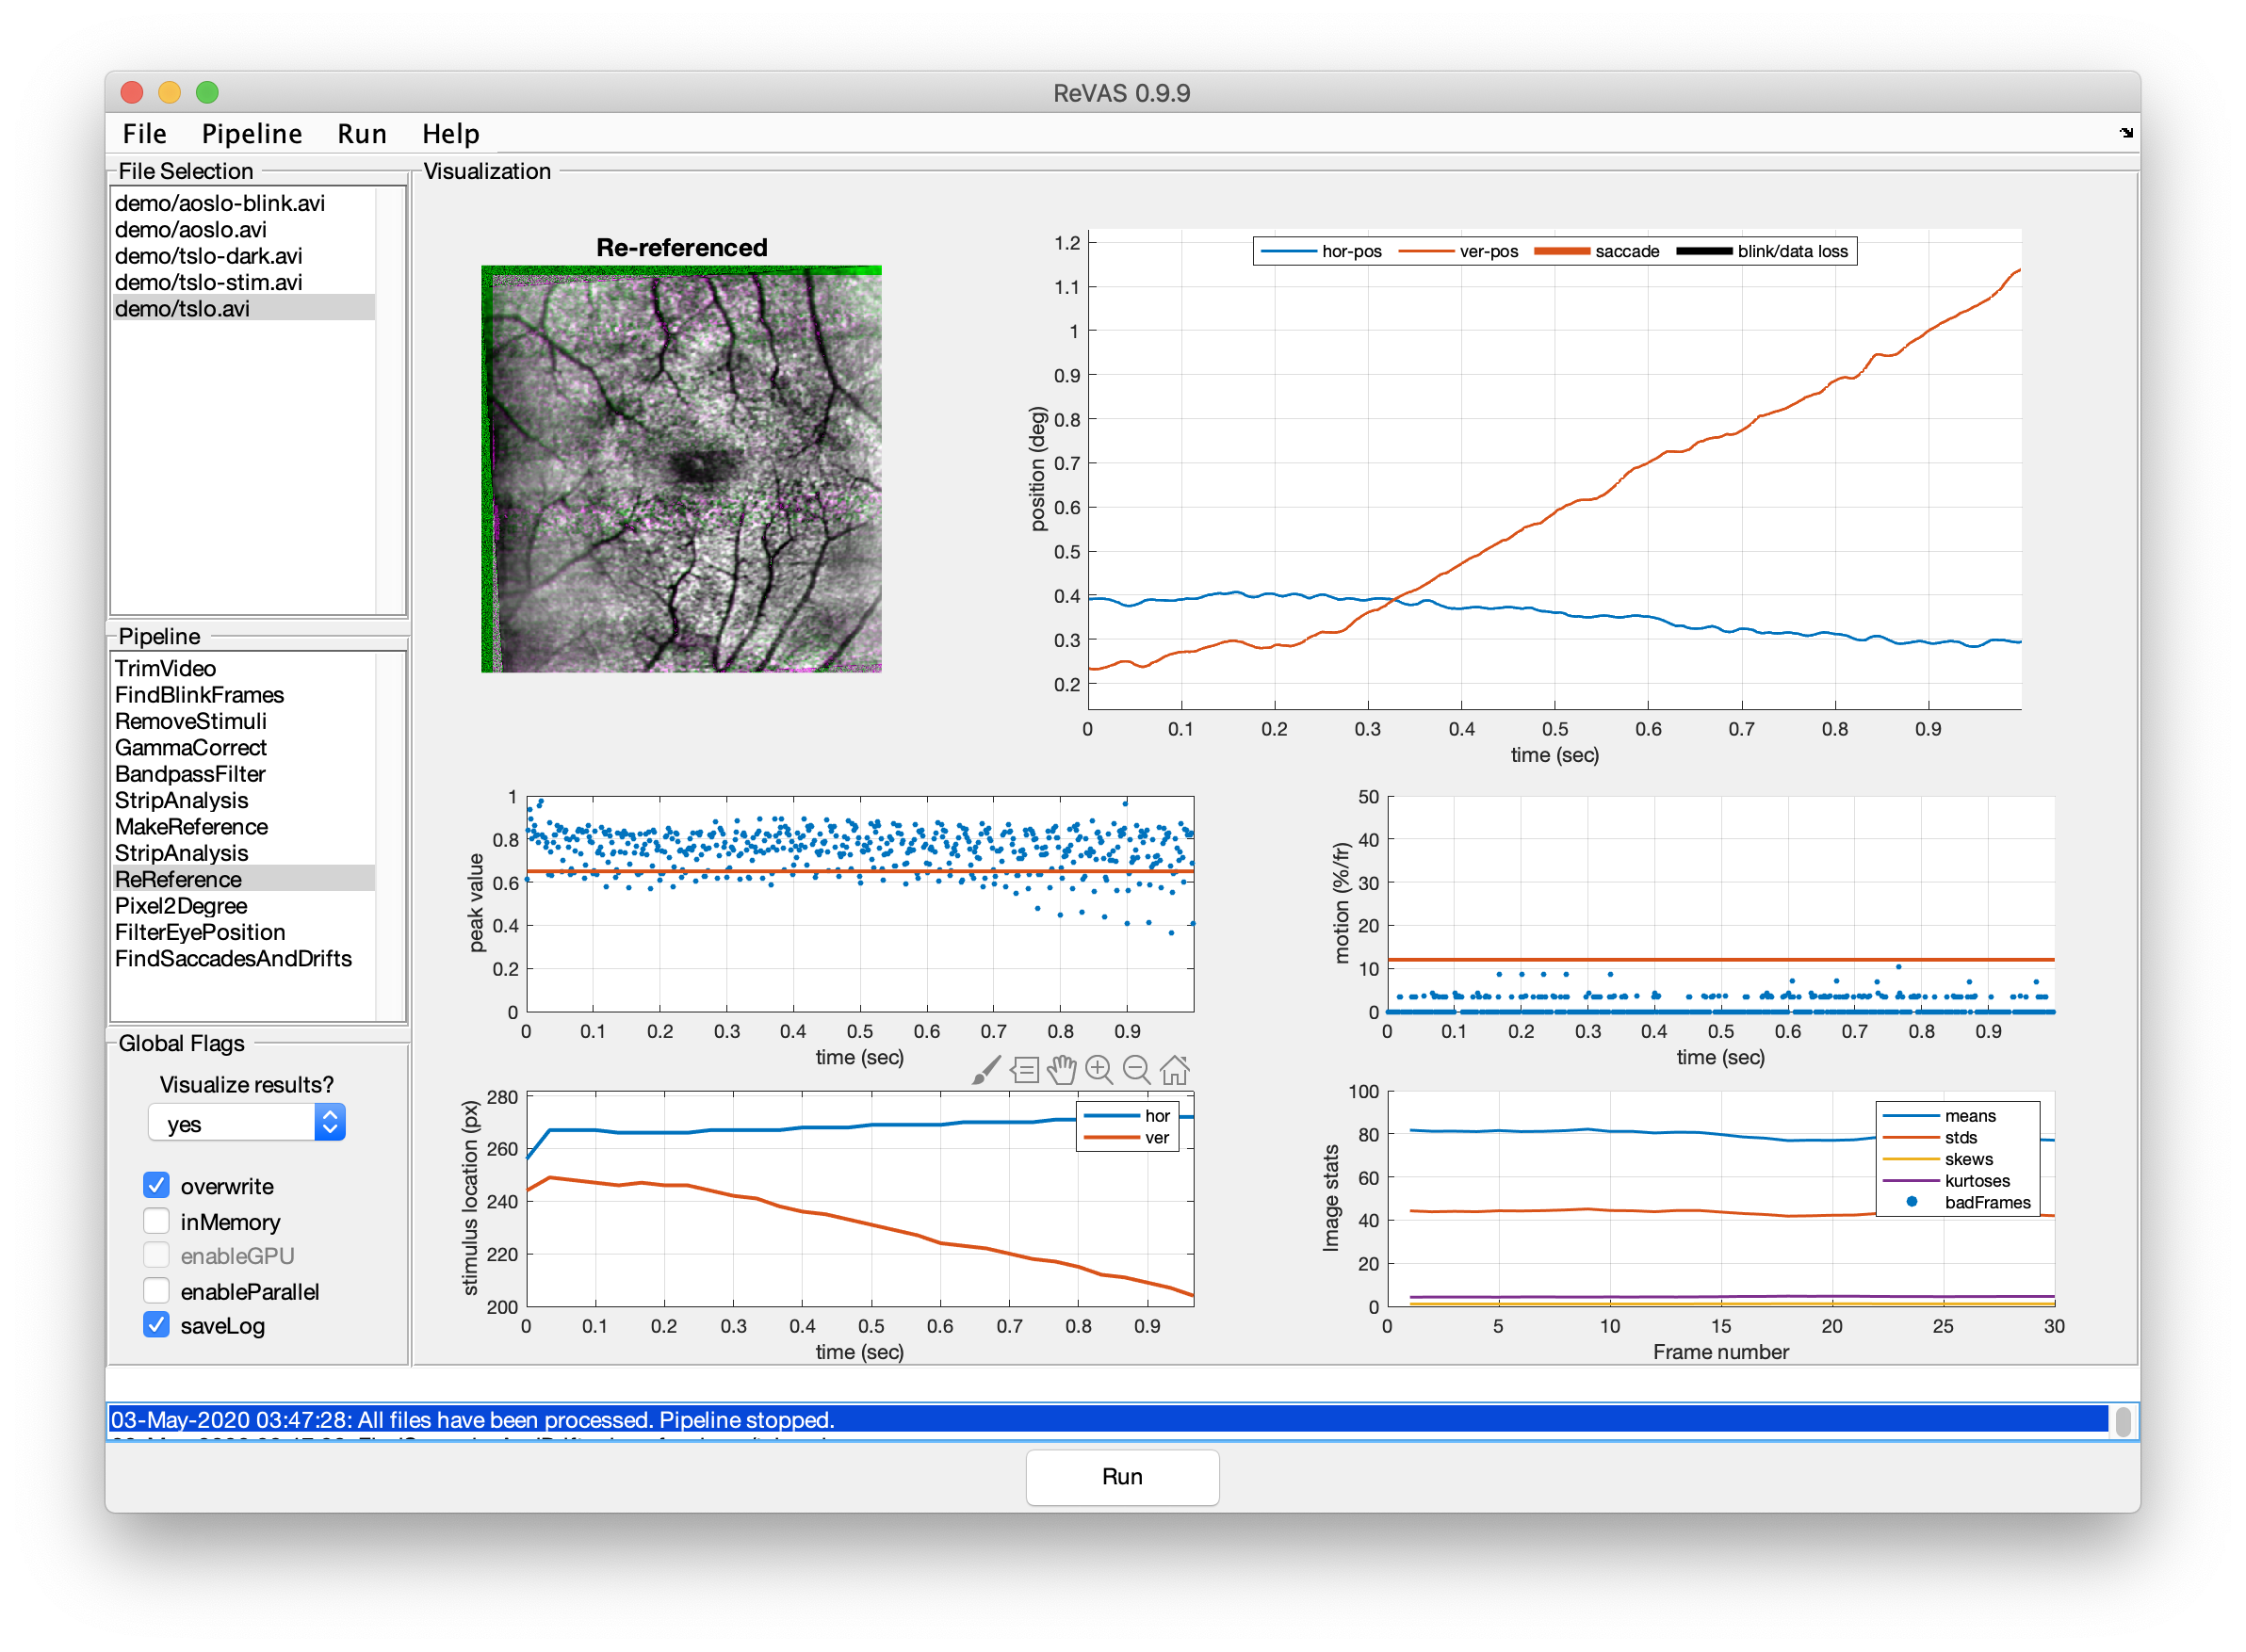 ReVAS 0.9.9
File Pipeline Run Help
File Selection
demo/aoslo-blink.avi
demo/aoslo.avi
demo/tslo-dark.avi
demo/tslo-stim.avi
demo/tslo.avi
Pipeline
TrimVideo
FindBlinkFrames
RemoveStimuli
GammaCorrect
BandpassFilter
StripAnalysis
MakeReference
StripAnalysis
ReReference
Pixel2Degree
FilterEyePosition
FindSaccadesAndDrifts
Global Flags
Visualize results?
yes
overwrite
inMemory
enableGPU
enableParallel
saveLog
Visualization
Re-referenced
hor-pos ver-pos saccade blink/data loss
1.2
1.1
1
0.9
0.8
0.7
0.6
0.5
0.4
0.3
0.2
position (deg)
0 0.1 0.2 0.3 0.4 0.5 0.6 0.7 0.8 0.9
time (sec)
1
0.8
0.6
0.4
0.2
0
peak value
0 0.1 0.2 0.3 0.4 0.5 0.6 0.7 0.8 0.9
time (sec)
50
40
30
20
10
0
motion (%/fr)
0 0.1 0.2 0.3 0.4 0.5 0.6 0.7 0.8 0.9
time (sec)
280
260
240
220
200
stimulus location (px)
hor
ver
0 0.1 0.2 0.3 0.4 0.5 0.6 0.7 0.8 0.9
time (sec)
100
80
60
40
20
0
Image stats
means
stds
skews
kurtoses
badFrames
0 5 10 15 20 25 30
Frame number
03-May-2020 03:47:28: All files have been processed. Pipeline stopped.
Run